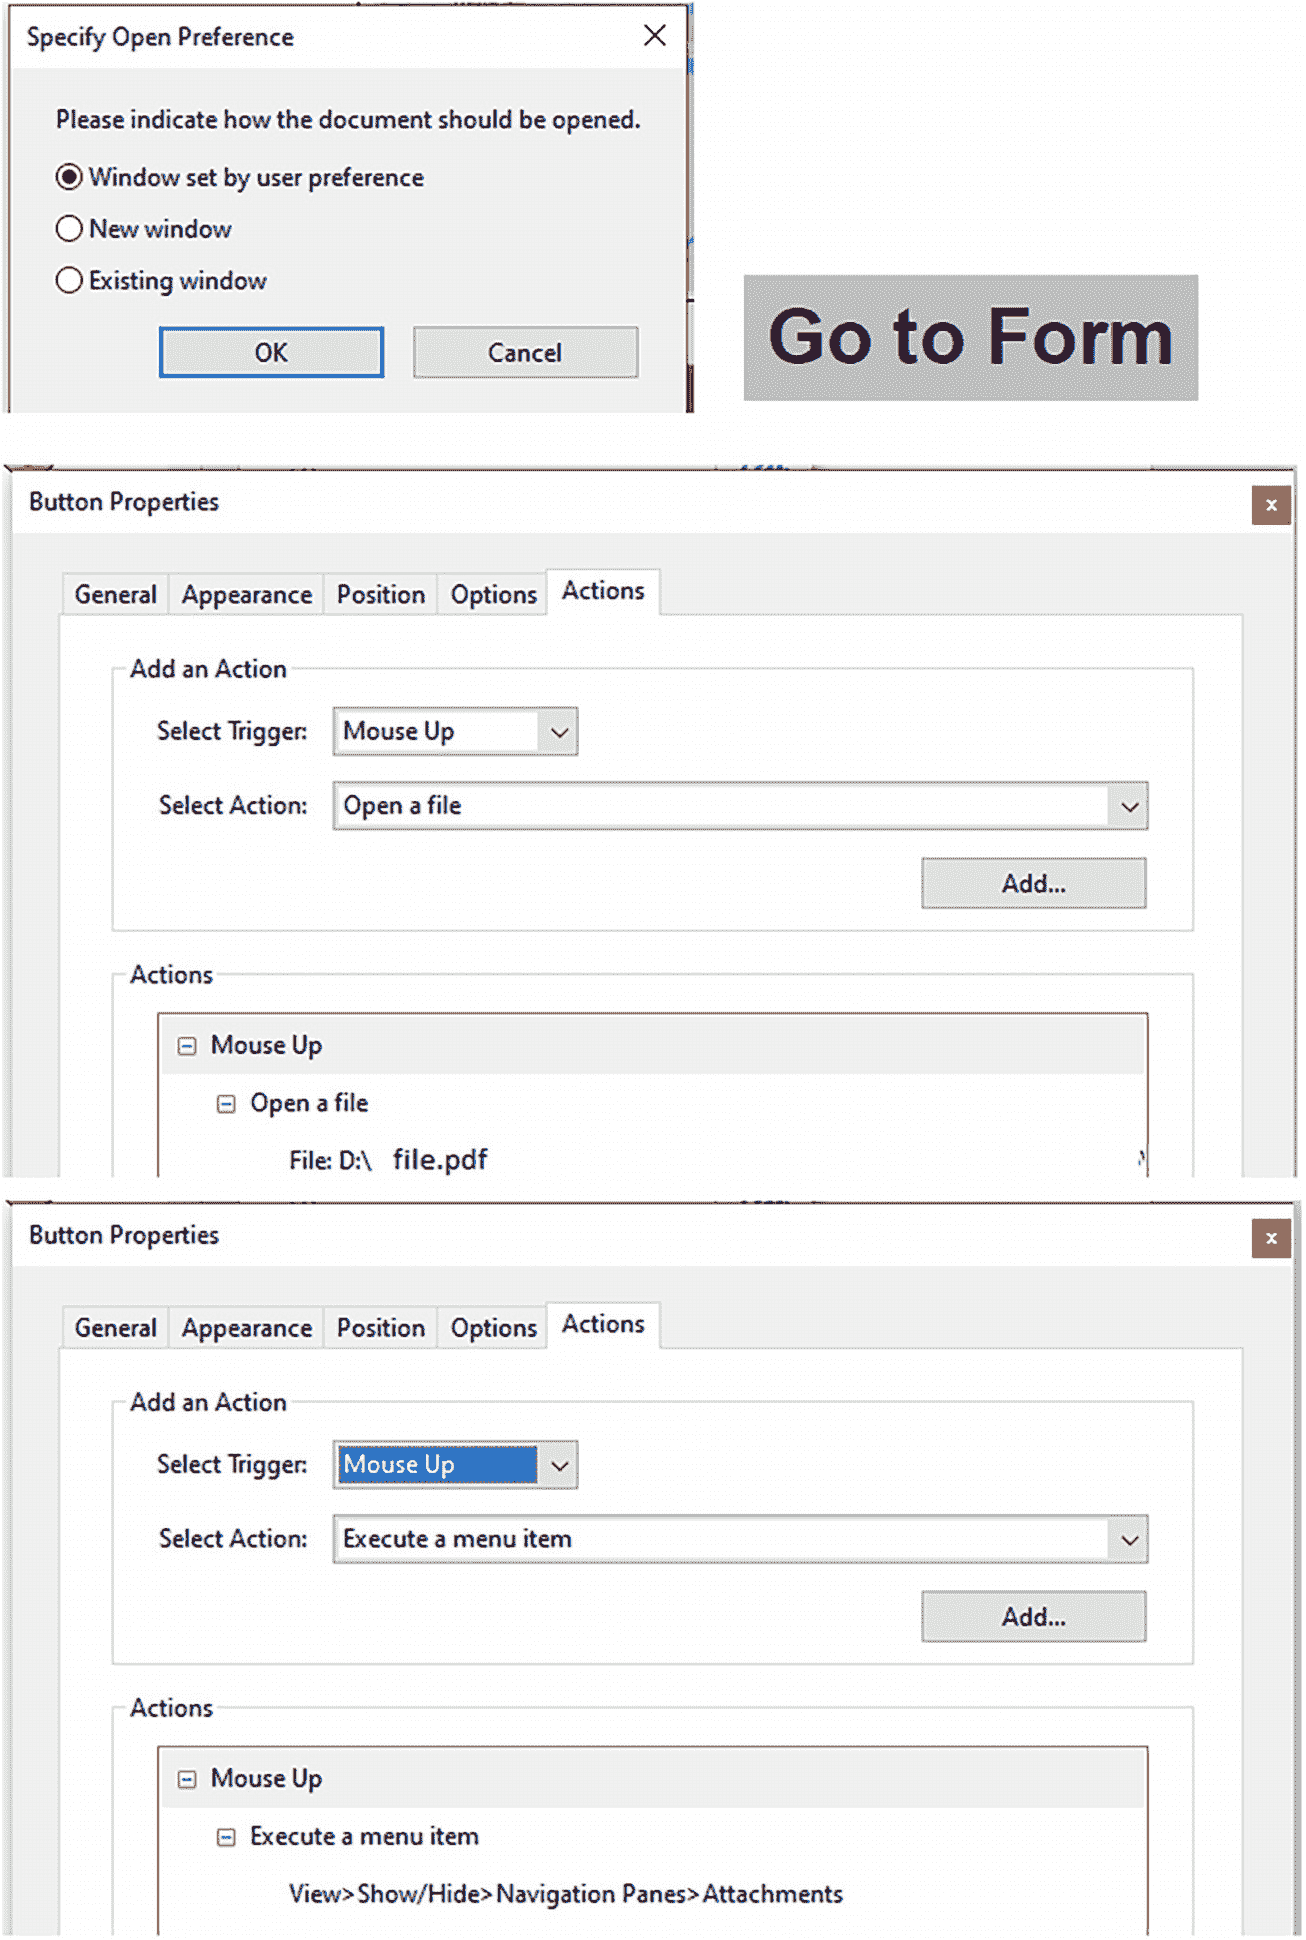 Specify Open Preference
Please indicate how the document should be opened.
Window set by user preference
New window
Existing window
OK Cancel
Go to Form
Button Properties
x
General Appearance Position Options Actions
Add an Action
Select Trigger: Mouse Up
Select Action: Open a file
Add...
Actions
Mouse Up
Open a file
File: D:\ file.pdf
Button Properties
x
General Appearance Position Options Actions
Add an Action
Select Trigger: Mouse Up
Select Action: Execute a menu item
Add...
Actions
Mouse Up
Execute a menu item
View>Show/Hide>Navigation Panes>Attachments